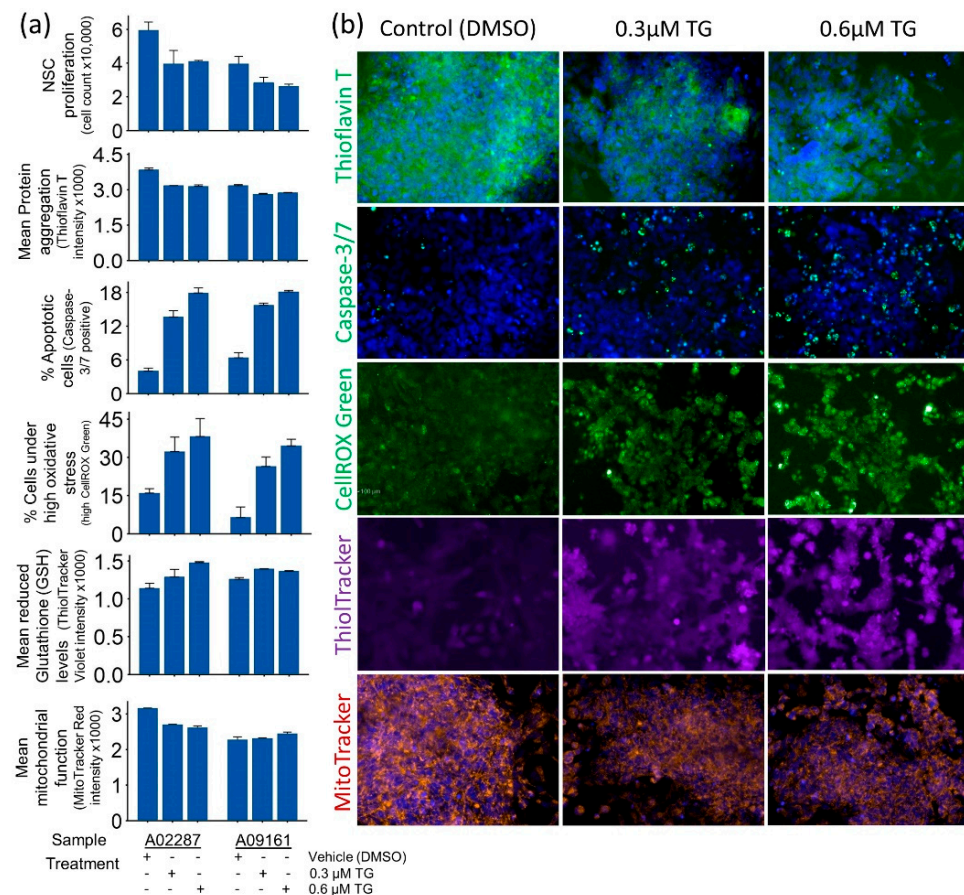 (a)
NSC
proliferation
(cell count x10,000)
6
4
2
0
Mean Protein
aggregation
(Thioflavin T
intensity x1000)
4.5
3.0
1.5
0.0
% Apoptotic
cells (Caspase-
3/7 positive)
18
12
6
0
% Cells under
high oxidative
stress
(high CellROX Green)
45
30
15
0
Mean reduced
Glutathione (GSH)
levels (ThiolTracker
Violet intensity x1000)
1.5
1.0
0.5
0.0
Mean
mitochondrial
function
(MitoTracker Red
intensity x1000)
3
2
1
0
Sample A02287 A09161
Treatment
+ - - + - - Vehicle (DMSO)
- + - - + - 0.3 µM TG
- - + - - + 0.6 µM TG
(b)
Control (DMSO) 0.3µM TG 0.6µM TG
Thioflavin T
Caspase-3/7
CellROX Green
100 µm
ThiolTracker
MitoTracker